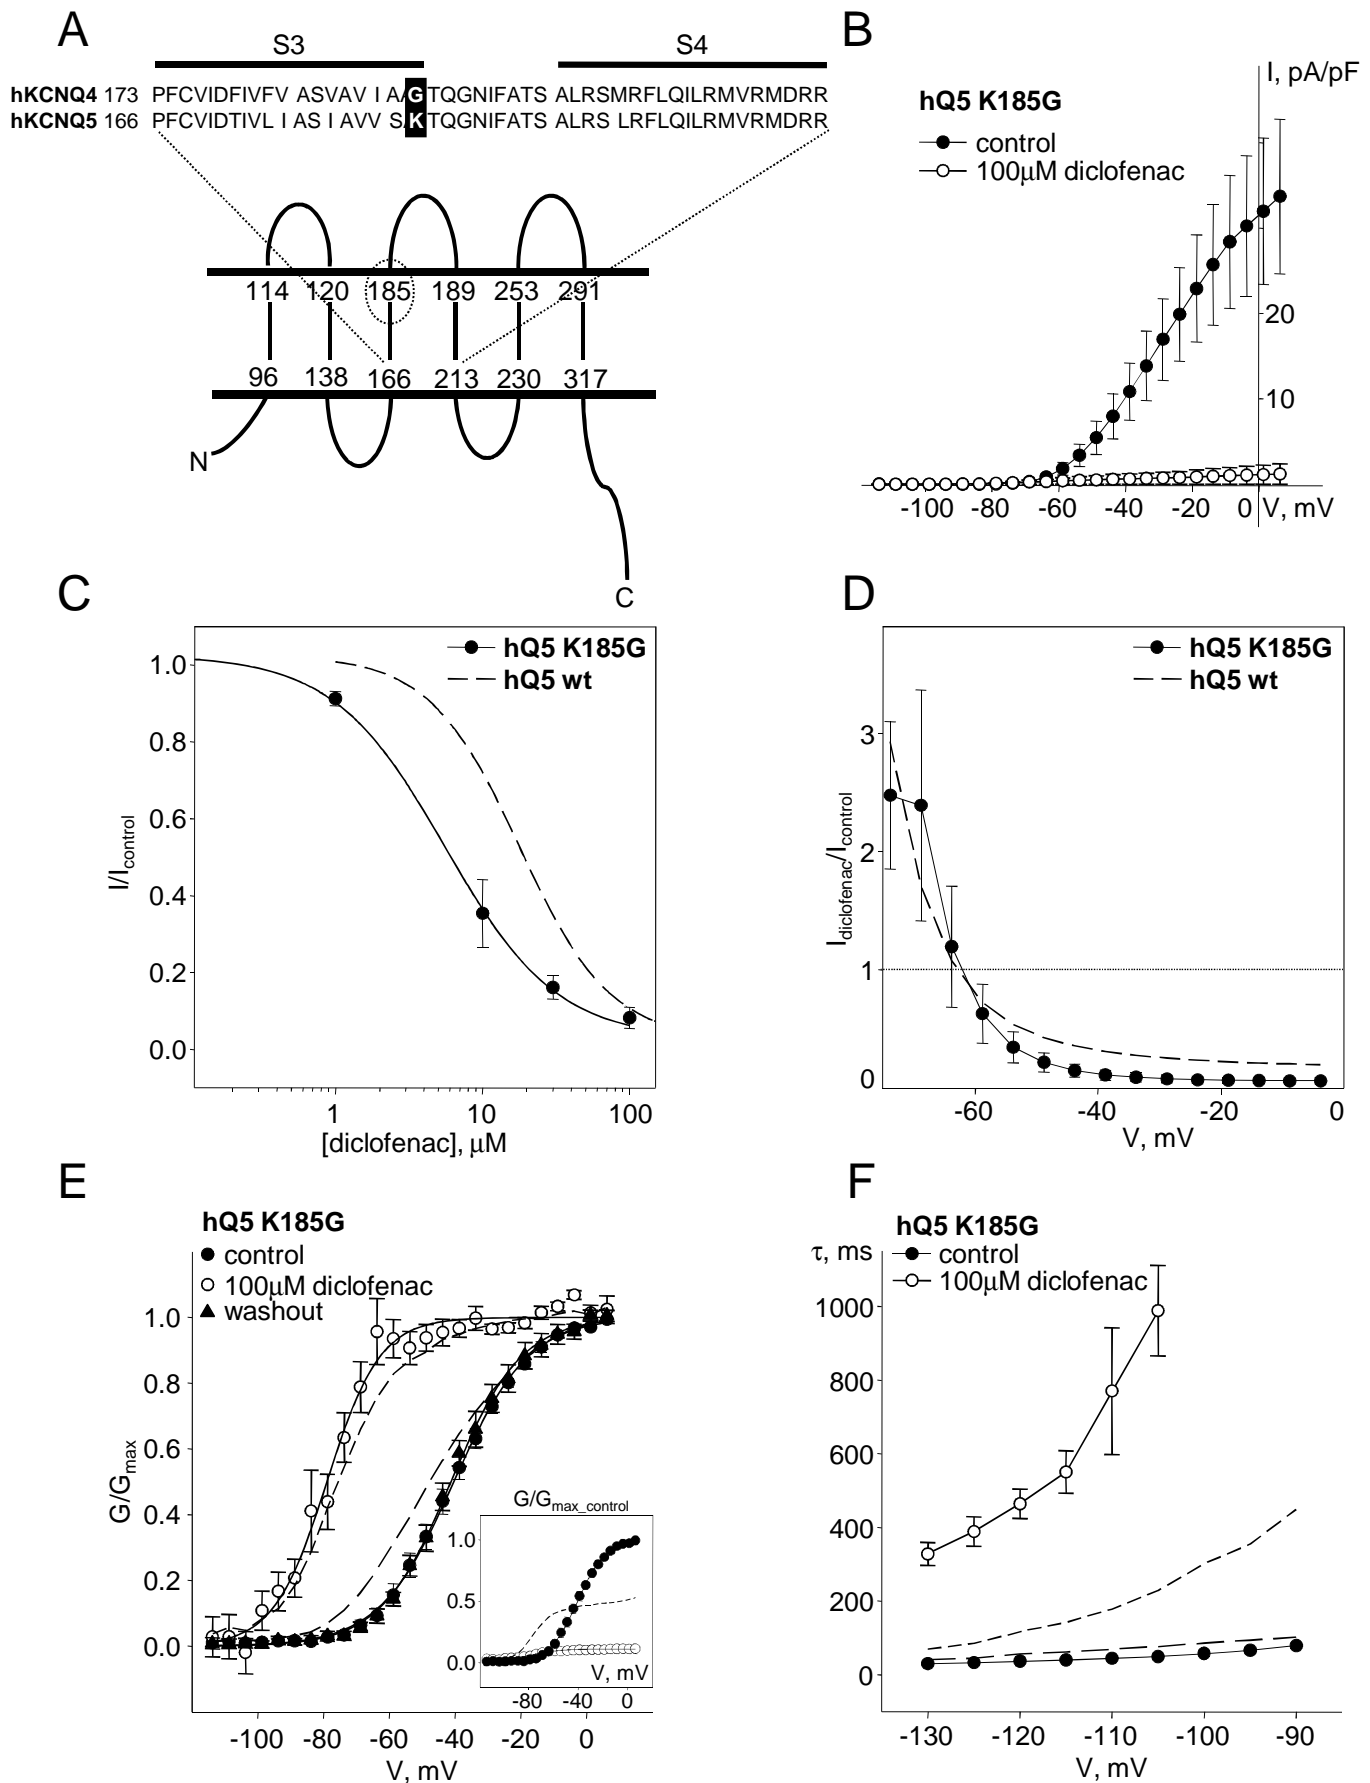 A
S3
S4
hKCNQ4 173 PFCVIDFIVFV ASVAV I AAGTQGNIFATS ALRSMRFLQILRMVRMDRR
hKCNQ5 166 PFCVIDTIVL I AS I AVV SAKTQGNIFATS ALRS LRFLQILRMVRMDRR
114 120 185 189 253 291
96 138 166 213 230 317
N
C
B
I, pA/pF
hQ5 K185G
control
100μM diclofenac
20
10
-100 -80 -60 -40 -20 0 V, mV
C
hQ5 K185G
hQ5 wt
I/Icontrol
1.0
0.8
0.6
0.4
0.2
0.0
1 10 100
[diclofenac], μM
D
hQ5 K185G
hQ5 wt
Idiclofenac/Icontrol
3
2
1
0
-60 -40 -20 0
V, mV
E
hQ5 K185G
control
100μM diclofenac
washout
G/Gmax
1.0
0.8
0.6
0.4
0.2
0.0
-100 -80 -60 -40 -20 0
V, mV
G/Gmax_control
1.0
0.5
0.0
V, mV
-80 -40 0
F
hQ5 K185G
τ, ms
control
100μM diclofenac
1000
800
600
400
200
0
-130 -120 -110 -100 -90
V, mV